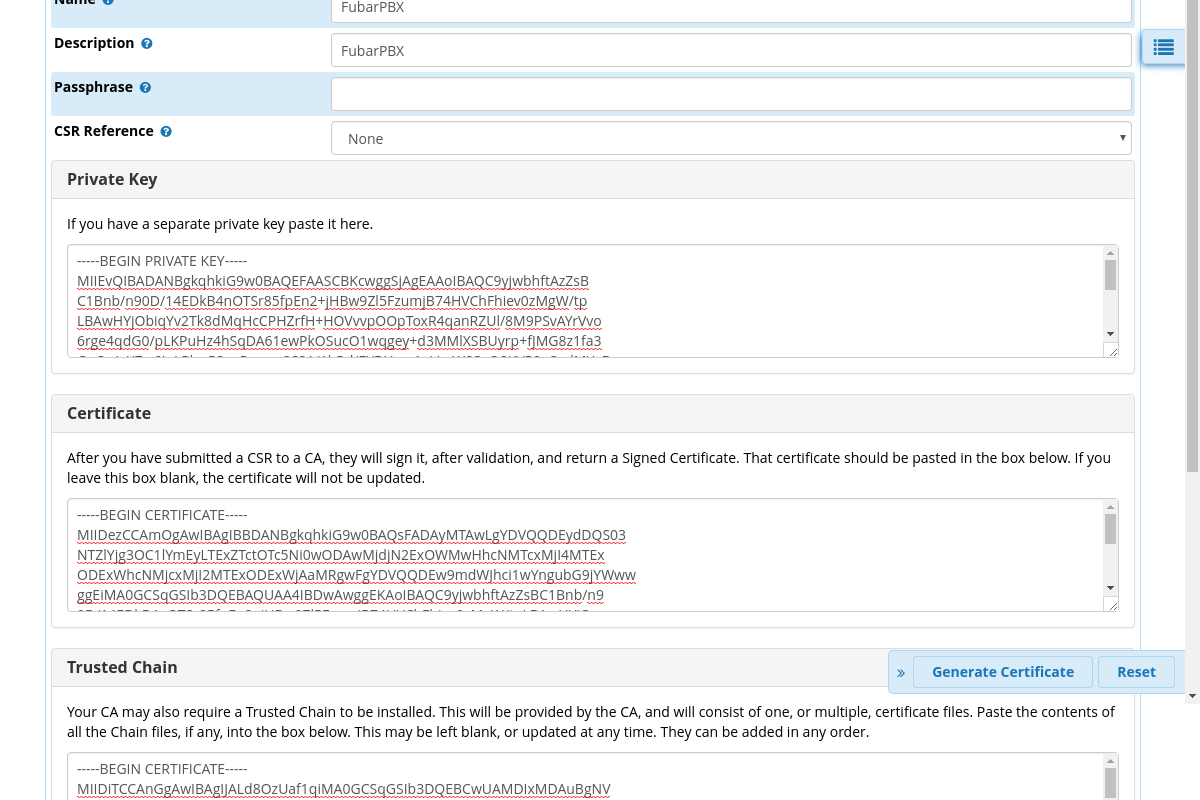 Name
FubarPBX
Description
FubarPBX
Passphrase
CSR Reference
None
Private Key
If you have a separate private key paste it here.
-----BEGIN PRIVATE KEY-----
MIIEvQIBADANBgkqhkiG9w0BAQEFAASCBKcwggSjAgEAAoIBAQC9yjwbhftAzZsB
C1Bnb/n90D/14EDkB4nOTSr85fpEn2+jHBw9Zl5FzumjB74HVChFhiev0zMgW/tp
LBAwHYjObiqYv2Tk8dMqHcCPHZrfH+HOVvvpOOpToxR4qanRZUl/8M9PSvAYrVvo
6rge4qdG0/pLKPuHz4hSqDA61ewPkOSucO1wqgey+d3MMlXSBUyrp+fJMG8z1fa3
Certificate
After you have submitted a CSR to a CA, they will sign it, after validation, and return a Signed Certificate. That certificate should be pasted in the box below. If you
leave this box blank, the certificate will not be updated.
-----BEGIN CERTIFICATE-----
MIIDezCCAmOgAwIBAgIBBDANBgkqhkiG9w0BAQsFADAyMTAwLgYDVQQDEydDQS03
NTZlYjg3OC1lYmEyLTExZTctOTc5Ni0wODAwMjdjN2ExOWMwHhcNMTcxMjI4MTEx
ODExWhcNMjcxMjI2MTExODExWjAaMRgwFgYDVQQDEw9mdWJhci1wYngubG9jYWww
ggEiMA0GCSqGSIb3DQEBAQUAA4IBDwAwggEKAoIBAQC9yjwbhftAzZsBC1Bnb/n9
Trusted Chain
» Generate Certificate Reset
Your CA may also require a Trusted Chain to be installed. This will be provided by the CA, and will consist of one, or multiple, certificate files. Paste the contents of
all the Chain files, if any, into the box below. This may be left blank, or updated at any time. They can be added in any order.
-----BEGIN CERTIFICATE-----
MIIDiTCCAnGgAwIBAgIJALd8OzUaf1qiMA0GCSqGSIb3DQEBCwUAMDIxMDAuBgNV